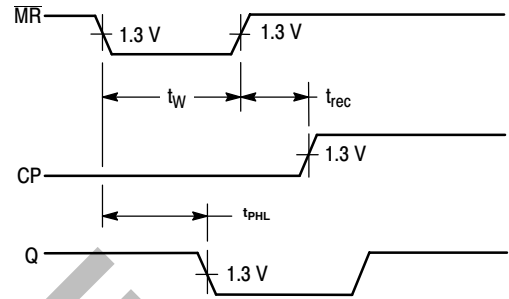 MR
1.3 V 1.3 V
tW trec
1.3 V
CP
tPHL
Q
1.3 V